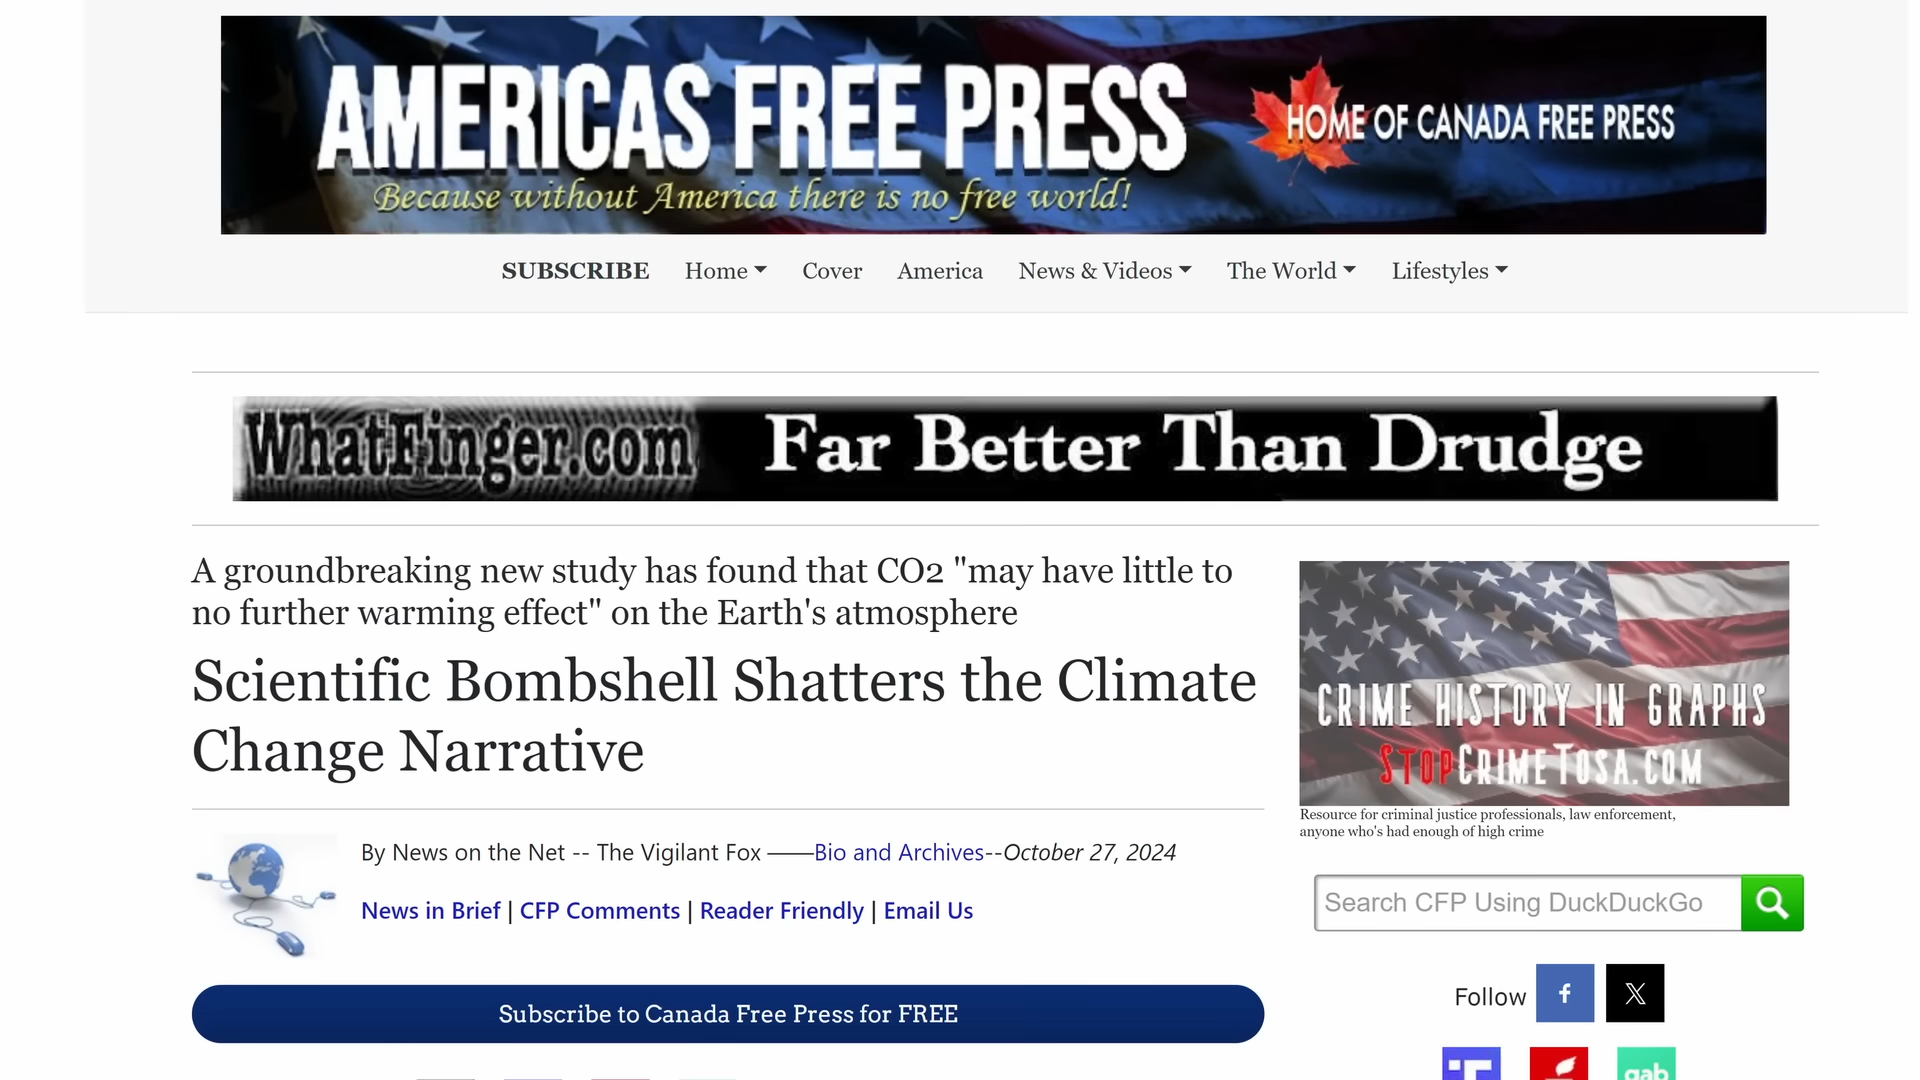 AMERICAS FREE PRESS
HOME OF CANADA FREE PRESS
Because without America there is no free world!
SUBSCRIBE Home Cover America News & Videos The World Lifestyles
WhatFinger.com Far Better Than Drudge
A groundbreaking new study has found that CO2 "may have little to
no further warming effect" on the Earth's atmosphere
Scientific Bombshell Shatters the Climate
Change Narrative
By News on the Net -- The Vigilant Fox ——Bio and Archives--October 27, 2024
News in Brief | CFP Comments | Reader Friendly | Email Us
Subscribe to Canada Free Press for FREE
CRIME HISTORY IN GRAPHS
STOPCRIMETOSA.COM
Resource for criminal justice professionals, law enforcement,
anyone who's had enough of high crime
Search CFP Using DuckDuckGo
Follow
gab